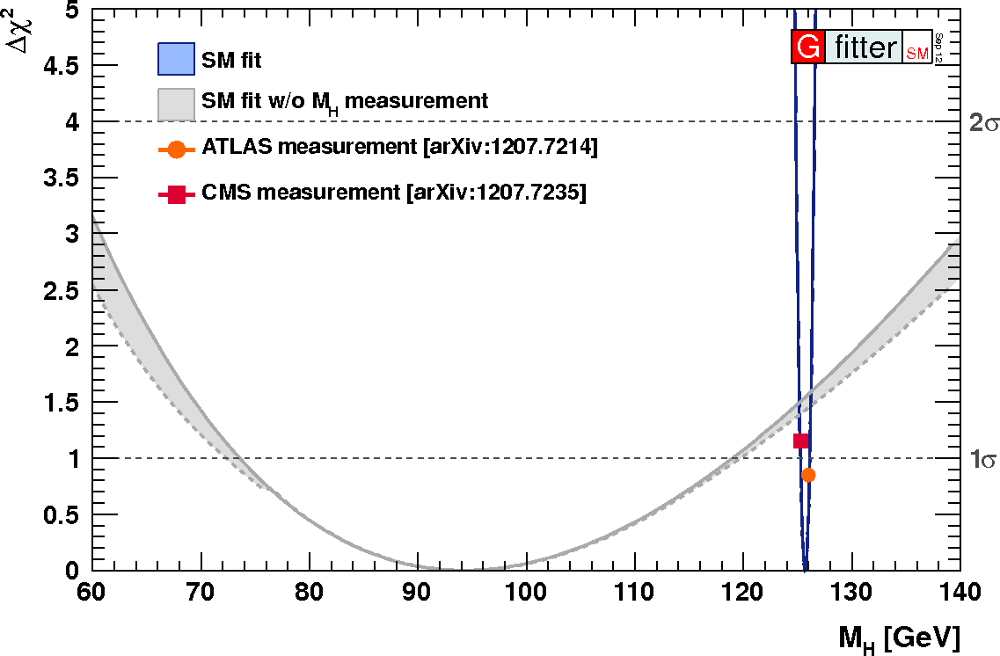 Δχ²
5
4.5
4
3.5
3
2.5
2
1.5
1
0.5
0
SM fit
SM fit w/o M_H measurement
ATLAS measurement [arXiv:1207.7214]
CMS measurement [arXiv:1207.7235]
G fitter SM
Sep 12
2σ
1σ
60 70 80 90 100 110 120 130 140
M_H [GeV]